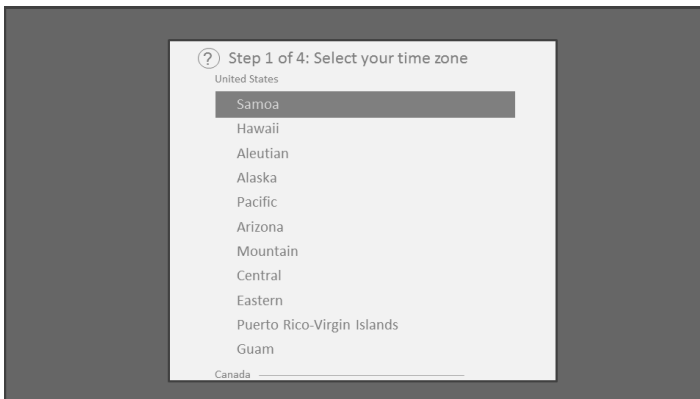 ? Step 1 of 4: Select your time zone
United States
Samoa
Hawaii
Aleutian
Alaska
Pacific
Arizona
Mountain
Central
Eastern
Puerto Rico-Virgin Islands
Guam
Canada